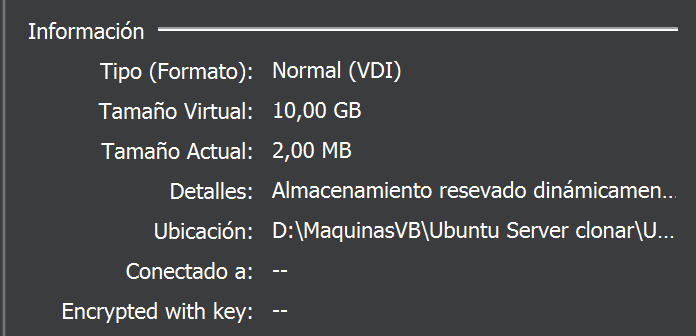 Información
Tipo (Formato): Normal (VDI)
Tamaño Virtual: 10,00 GB
Tamaño Actual: 2,00 MB
Detalles: Almacenamiento resevado dinámicamen...
Ubicación: D:\MaquinasVB\Ubuntu Server clonar\U...
Conectado a: --
Encrypted with key: --